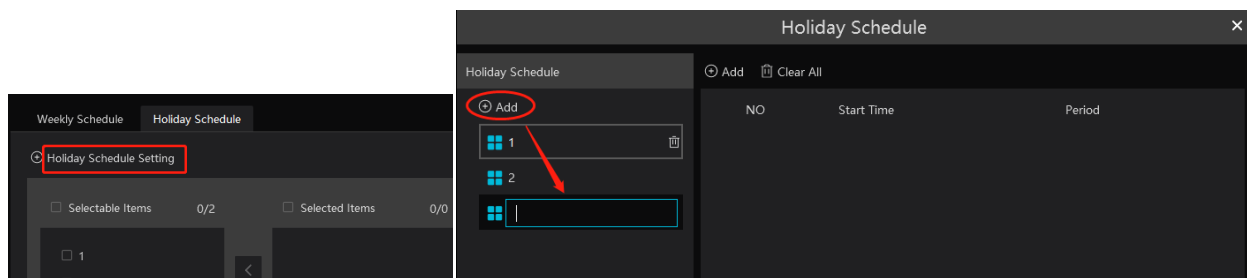 Weekly Schedule Holiday Schedule
Holiday Schedule Setting
Selectable Items 0/2 Selected Items 0/0
1
Holiday Schedule
Holiday Schedule
Add
1
2
Add Clear All
NO Start Time Period